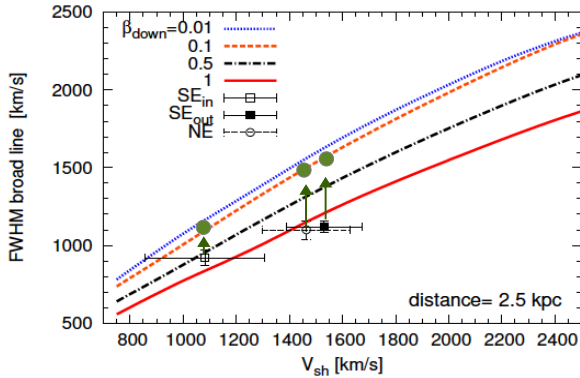 β_down=0.01
0.1
0.5
1
SE_in
SE_out
NE
FWHM broad line [km/s]
2500
2000
1500
1000
500
distance= 2.5 kpc
800 1000 1200 1400 1600 1800 2000 2200 2400
V_sh [km/s]